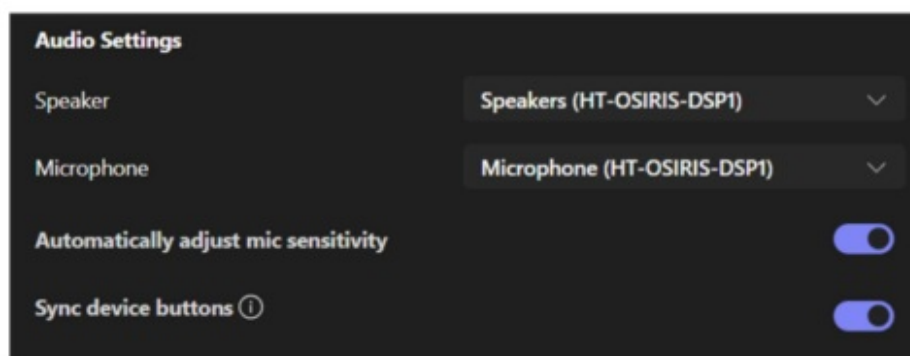 Audio Settings
Speaker Speakers (HT-OSIRIS-DSP1)
Microphone Microphone (HT-OSIRIS-DSP1)
Automatically adjust mic sensitivity
Sync device buttons